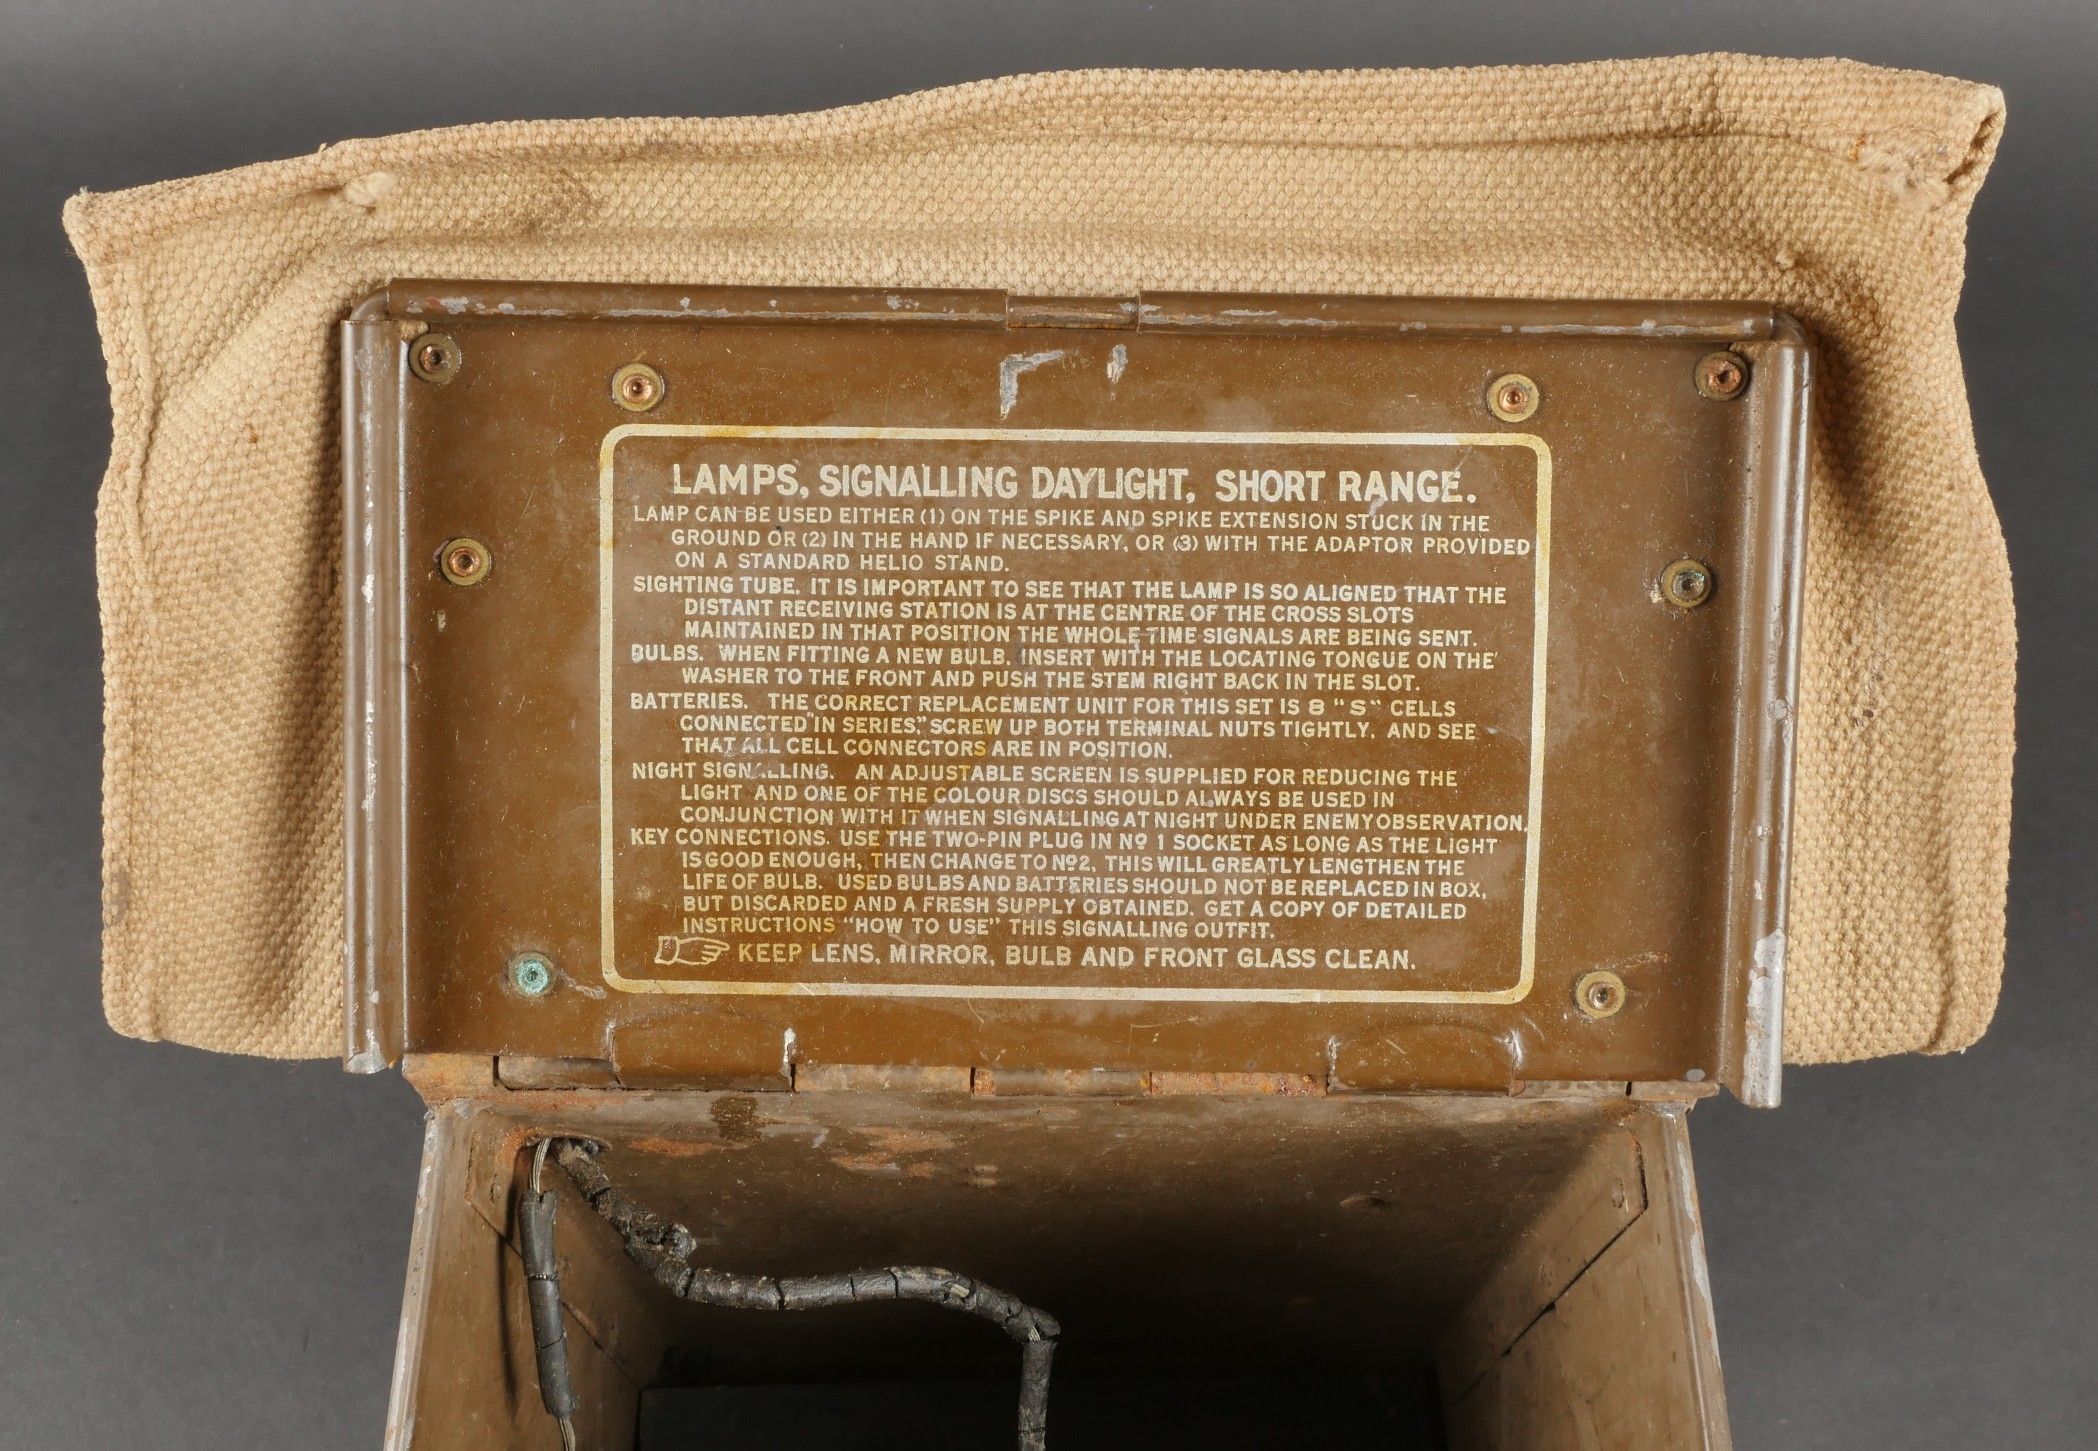 LAMPS, SIGNALLING DAYLIGHT, SHORT RANGE.
LAMP CAN BE USED EITHER (1) ON THE SPIKE AND SPIKE EXTENSION STUCK IN THE
GROUND OR (2) IN THE HAND IF NECESSARY, OR (3) WITH THE ADAPTOR PROVIDED
ON A STANDARD HELIO STAND.
SIGHTING TUBE. IT IS IMPORTANT TO SEE THAT THE LAMP IS SO ALIGNED THAT THE
DISTANT RECEIVING STATION IS AT THE CENTRE OF THE CROSS SLOTS
MAINTAINED IN THAT POSITION THE WHOLE TIME SIGNALS ARE BEING SENT.
BULBS. WHEN FITTING A NEW BULB, INSERT WITH THE LOCATING TONGUE ON THE
WASHER TO THE FRONT AND PUSH THE STEM RIGHT BACK IN THE SLOT.
BATTERIES. THE CORRECT REPLACEMENT UNIT FOR THIS SET IS 8 "S" CELLS
CONNECTED "IN SERIES". SCREW UP BOTH TERMINAL NUTS TIGHTLY, AND SEE
THAT ALL CELL CONNECTORS ARE IN POSITION.
NIGHT SIGNALLING. AN ADJUSTABLE SCREEN IS SUPPLIED FOR REDUCING THE
LIGHT AND ONE OF THE COLOUR DISCS SHOULD ALWAYS BE USED IN
CONJUNCTION WITH IT WHEN SIGNALLING AT NIGHT UNDER ENEMY OBSERVATION.
KEY CONNECTIONS. USE THE TWO-PIN PLUG IN Nº 1 SOCKET AS LONG AS THE LIGHT
IS GOOD ENOUGH, THEN CHANGE TO Nº2, THIS WILL GREATLY LENGTHEN THE
LIFE OF BULB. USED BULBS AND BATTERIES SHOULD NOT BE REPLACED IN BOX,
BUT DISCARDED AND A FRESH SUPPLY OBTAINED. GET A COPY OF DETAILED
INSTRUCTIONS "HOW TO USE" THIS SIGNALLING OUTFIT.
KEEP LENS, MIRROR, BULB AND FRONT GLASS CLEAN.